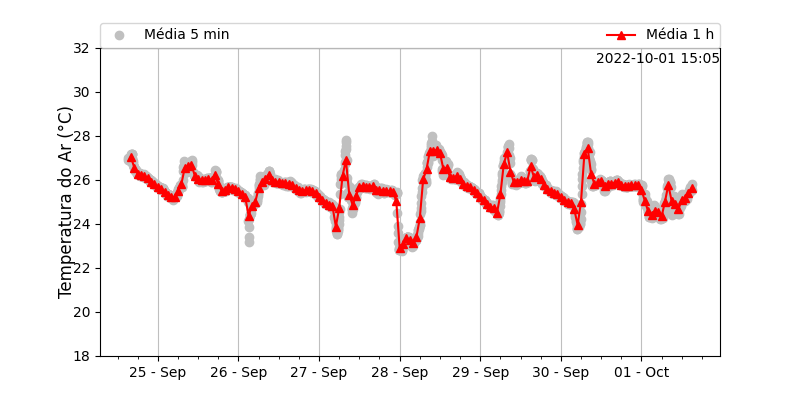 Média 5 min
Média 1 h
2022-10-01 15:05
Temperatura do Ar (°C)
32
30
28
26
24
22
20
18
25 - Sep
26 - Sep
27 - Sep
28 - Sep
29 - Sep
30 - Sep
01 - Oct